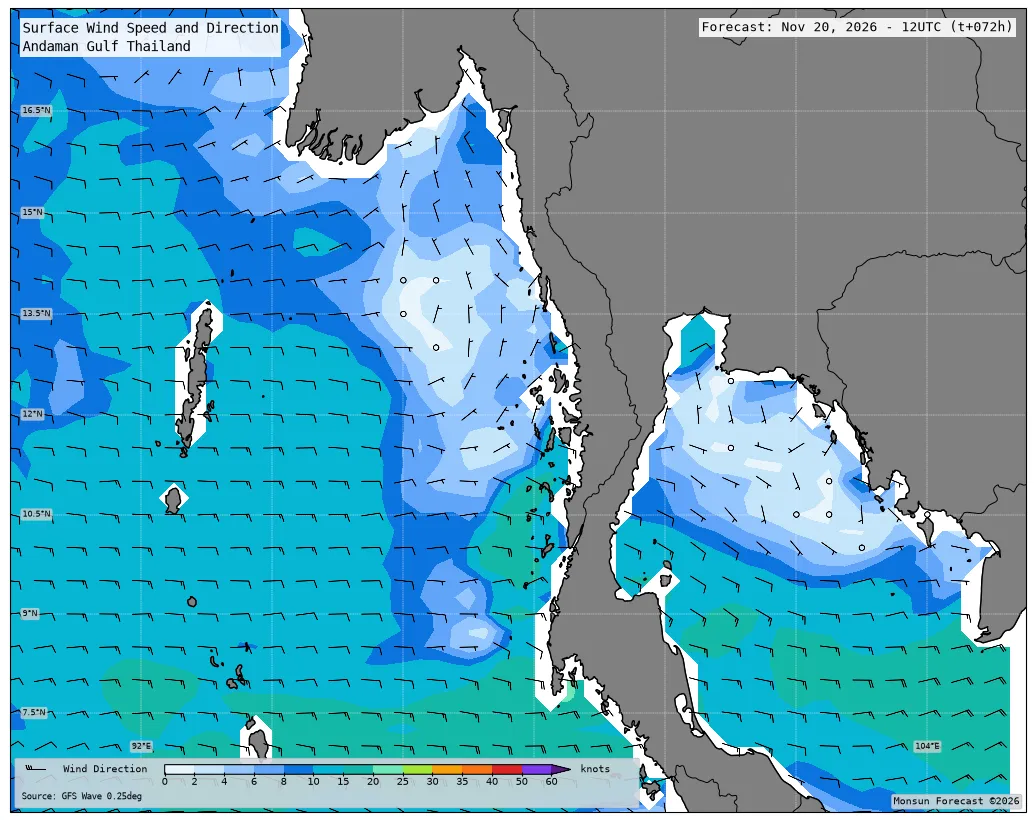 Surface Wind Speed and Direction
Andaman Gulf Thailand
Forecast: Nov 20, 2026 - 12UTC (t+072h)
16.5°N
15°N
13.5°N
12°N
10.5°N
9°N
7.5°N
92°E
104°E
Wind Direction
0 2 4 6 8 10 15 20 25 30 35 40 50 60
knots
Source: GFS Wave 0.25deg
Monsun Forecast ©2026